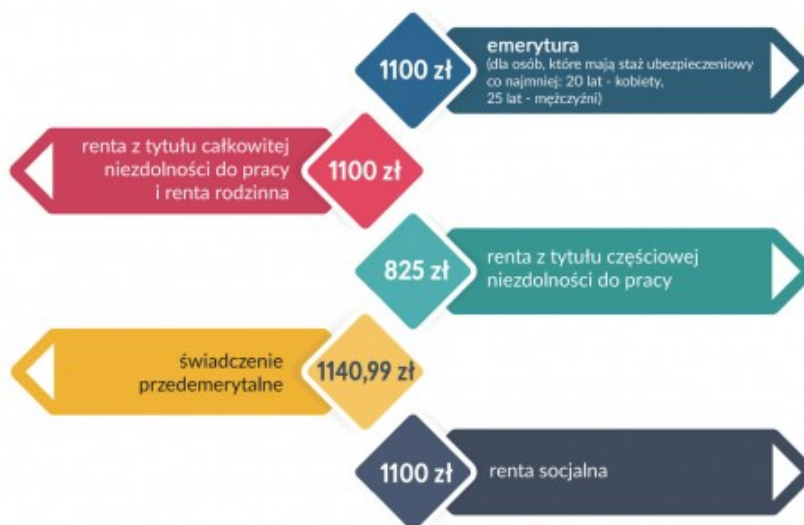 1100 zł
emerytura
(dla osób, które mają staż ubezpieczeniowy
co najmniej: 20 lat - kobiety,
25 lat - mężczyźni)
renta z tytułu całkowitej
niezdolności do pracy
i renta rodzinna
1100 zł
825 zł
renta z tytułu częściowej
niezdolności do pracy
świadczenie
przedemerytalne
1140,99 zł
1100 zł
renta socjalna